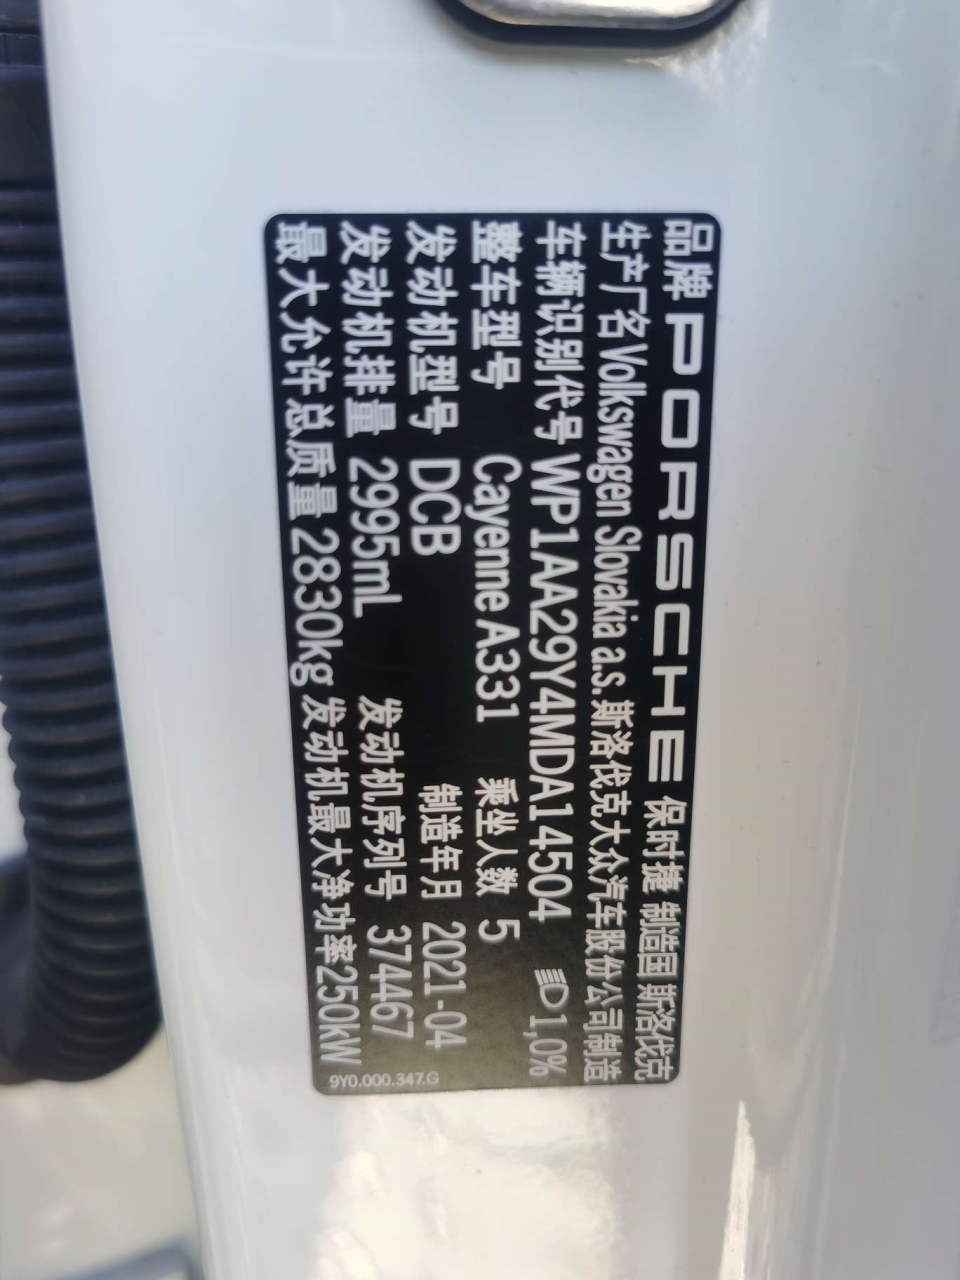 品牌 PORSCHE 保时捷 制造国 斯洛伐克
生产厂名 Volkswagen Slovakia a.s. 斯洛伐克大众汽车股份公司制造
车辆识别代号 WP1AA29Y4MDA14504 1,0%
整车型号 Cayenne A331 乘坐人数 5
发动机型号 DCB 制造年月 2021-04
发动机排量 2995mL 发动机序列号 374467
最大允许总质量 2830kg 发动机最大净功率250kW
9Y0.000.347.G